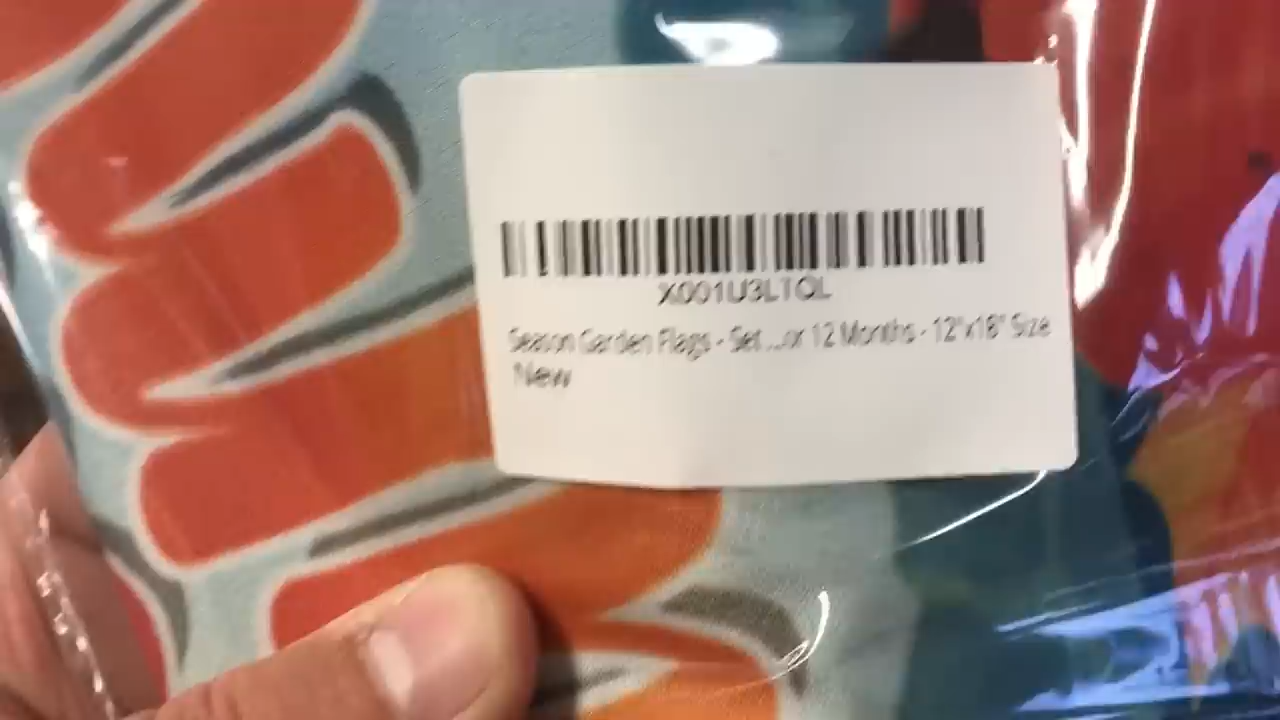 X001U3LTQL
Season Garden Flags - Set ...or 12 Months - 12"x18" Size
New